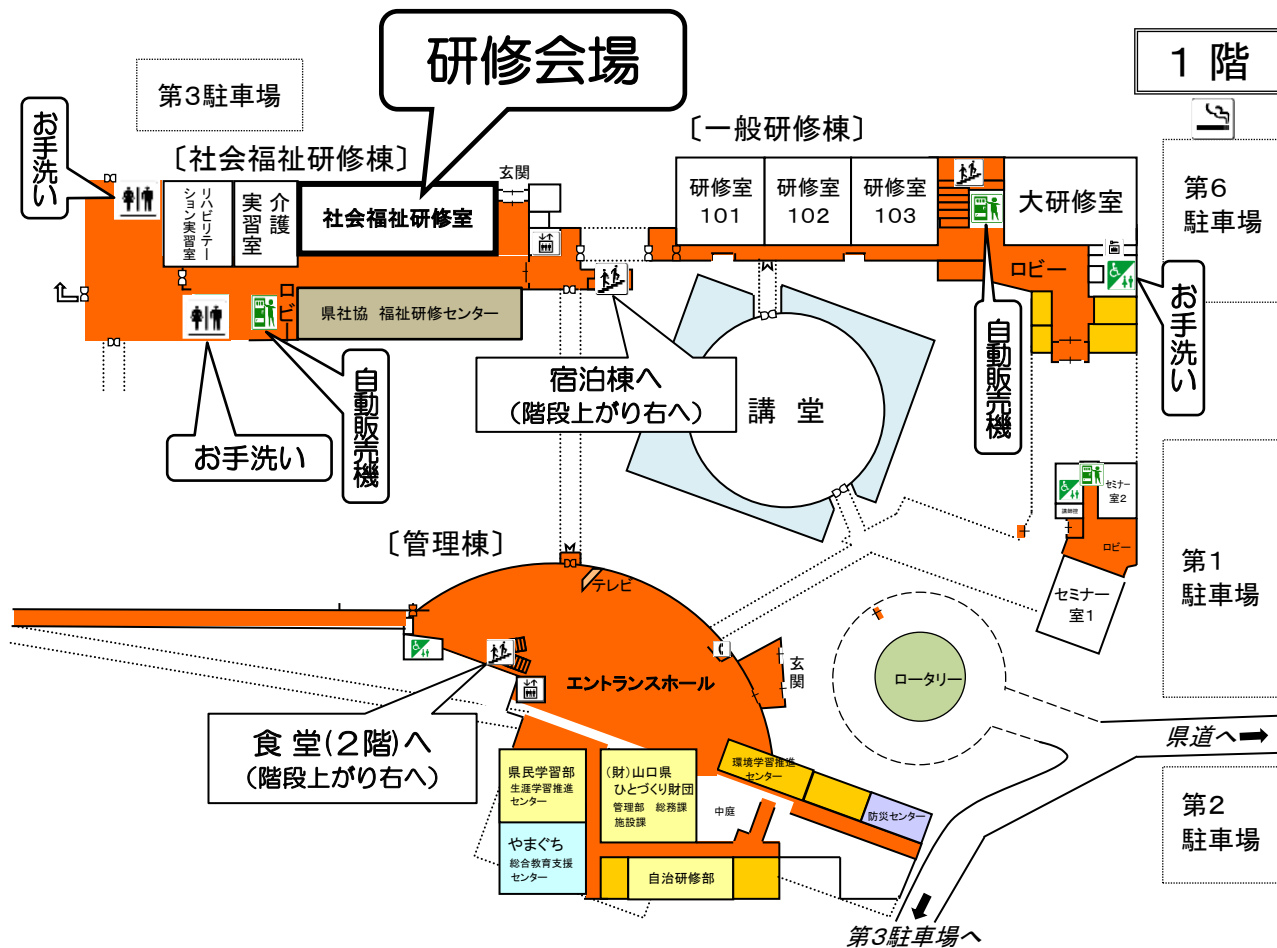 研修会場
1 階
第3駐車場
お手洗い
〔社会福祉研修棟〕
玄関
〔一般研修棟〕
リハビリテー
ション実習室
介護
実習室
社会福祉研修室
研修室
101
研修室
102
研修室
103
大研修室
第6
駐車場
ロビー
ロビー
県社協 福祉研修センター
お手洗い
自動販売機
宿泊棟へ
(階段上がり右へ)
講 堂
自動販売機
お手洗い
セミナー
室2
講師控
ロビー
セミナー
室1
第1
駐車場
〔管理棟〕
テレビ
エントランスホール
玄関
ロータリー
食 堂(2階)へ
(階段上がり右へ)
県道へ
県民学習部
生涯学習推進
センター
(財)山口県
ひとづくり財団
管理部 総務課
施設課
環境学習推進
センター
中庭
防災センター
第2
駐車場
やまぐち
総合教育支援
センター
自治研修部
第3駐車場へ